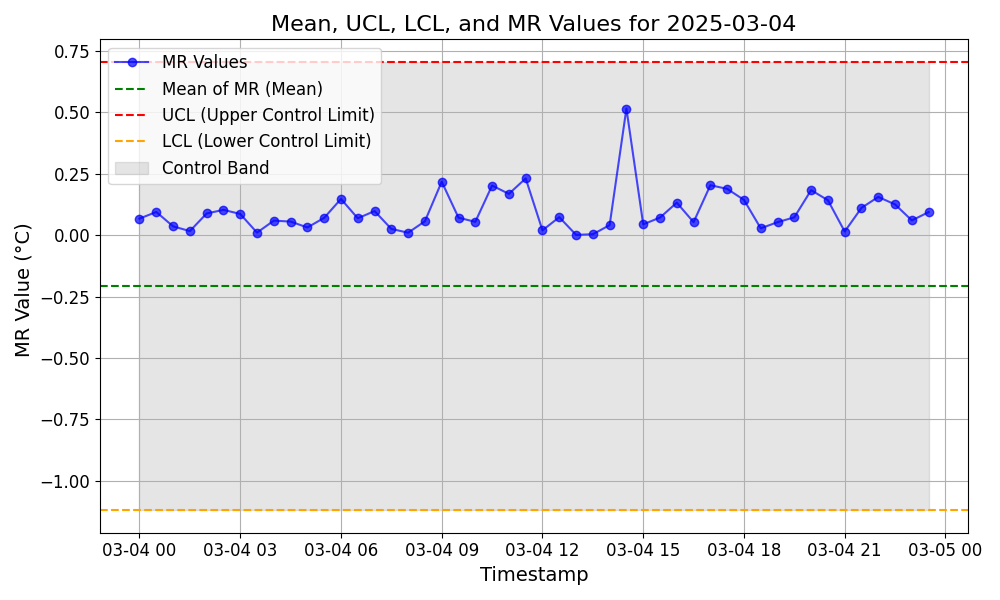 Mean, UCL, LCL, and MR Values for 2025-03-04
MR Values
Mean of MR (Mean)
UCL (Upper Control Limit)
LCL (Lower Control Limit)
Control Band
MR Value (°C)
0.75
0.50
0.25
0.00
−0.25
−0.50
−0.75
−1.00
03-04 00 03-04 03 03-04 06 03-04 09 03-04 12 03-04 15 03-04 18 03-04 21 03-05 00
Timestamp